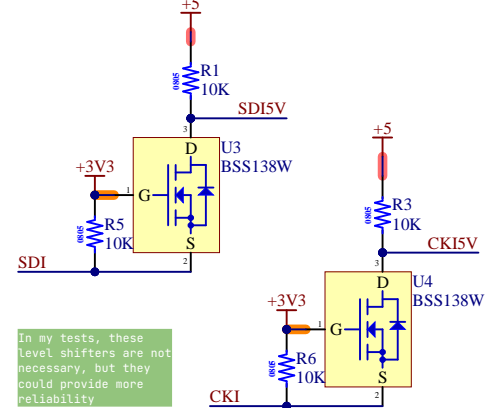 +5
R1
10K
0805
SDI5V
3
U3
BSS138W
D
+3V3
1
G
R5
10K
0805
S
2
SDI
+5
R3
10K
0805
CKI5V
3
U4
BSS138W
D
+3V3
1
G
R6
10K
0805
S
2
CKI
In my tests, these
level shifters are not
necessary, but they
could provide more
reliability